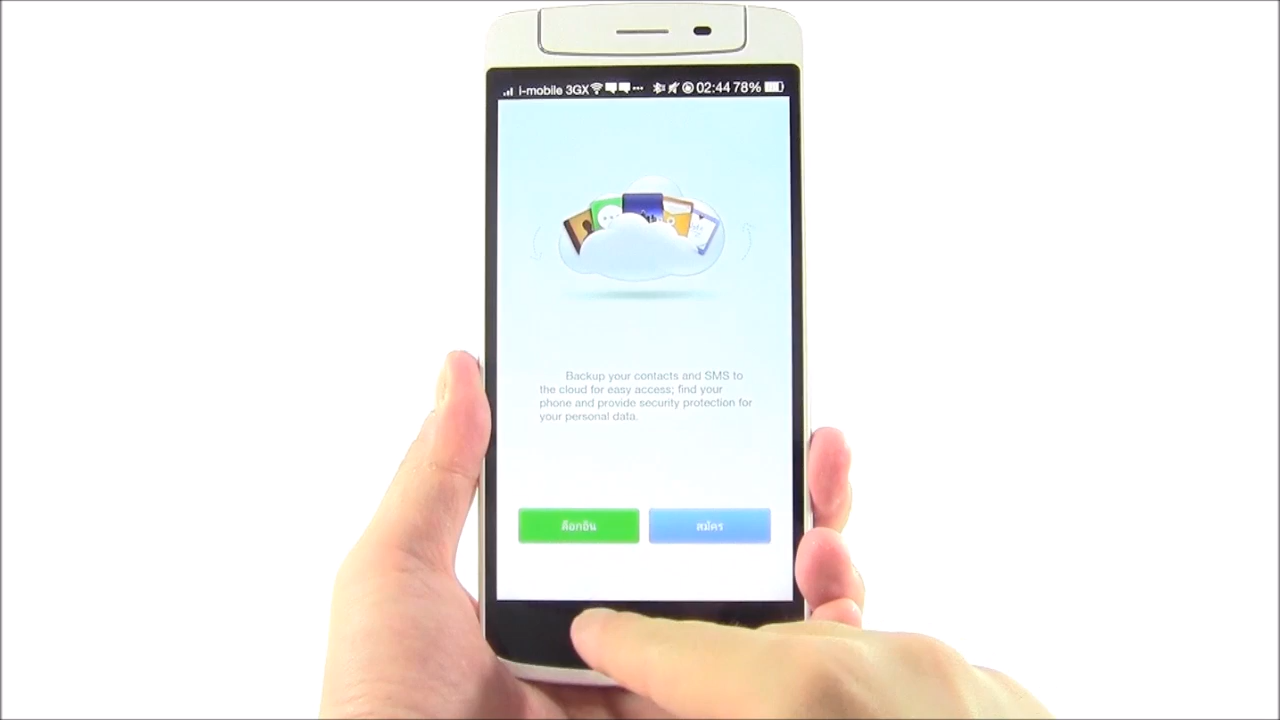 i-mobile 3GX ... 02:44 78%
Backup your contacts and SMS to
the cloud for easy access; find your
phone and provide security protection for
your personal data.
ล็อกอิน
สมัคร